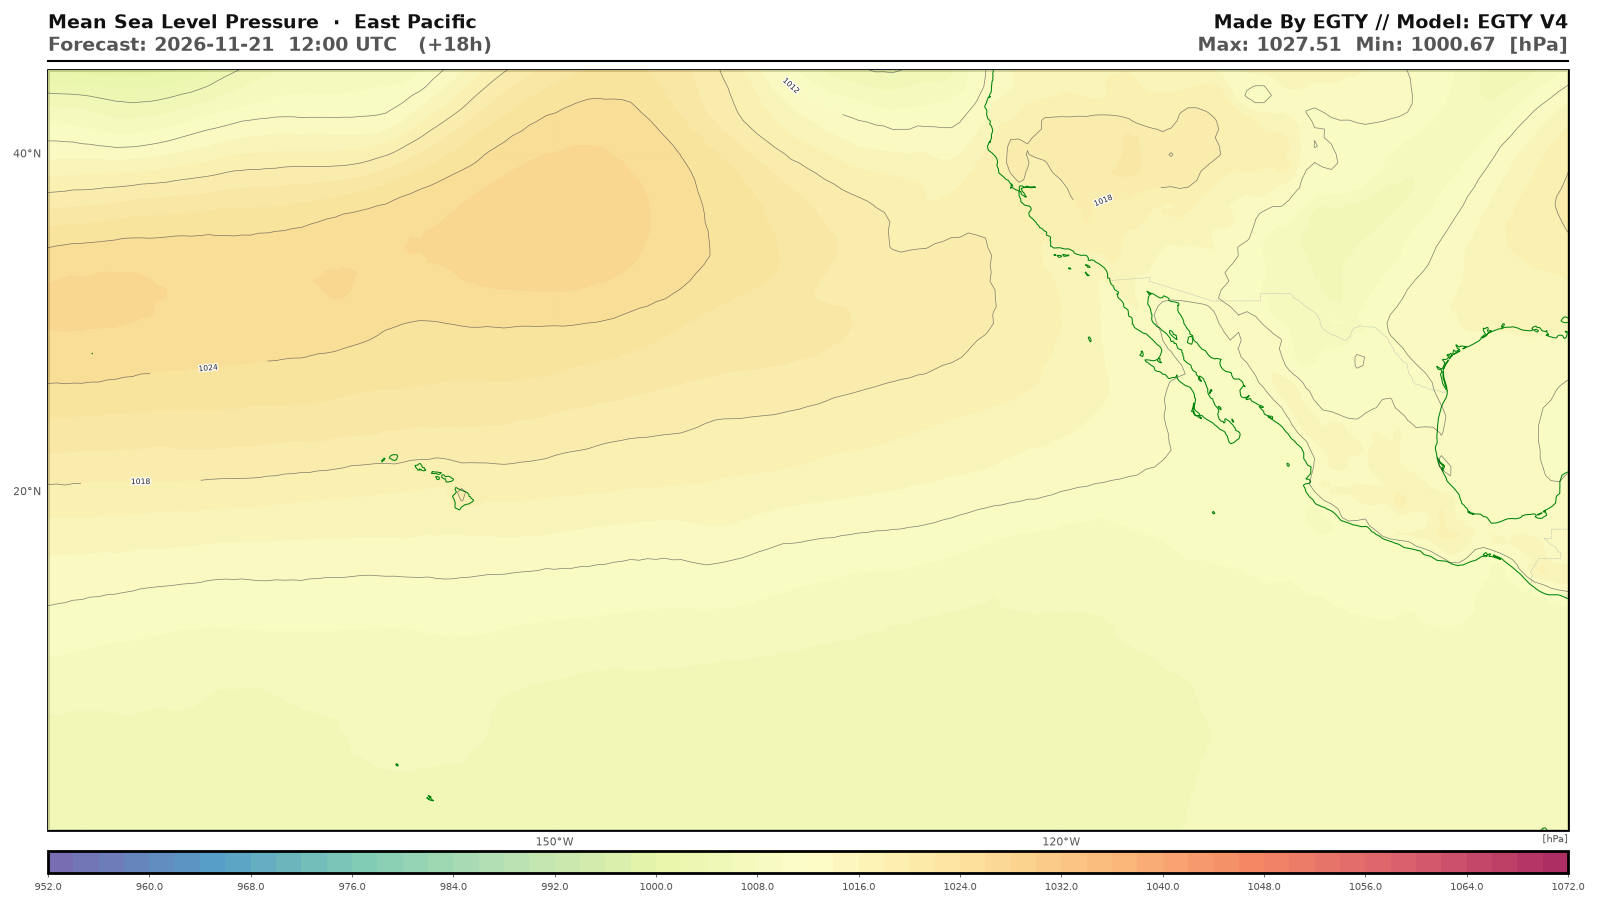 Mean Sea Level Pressure · East Pacific
Made By EGTY // Model: EGTY V4
Forecast: 2026-11-21 12:00 UTC (+18h)
Max: 1027.51 Min: 1000.67 [hPa]
1012
40°N
1018
1024
1018
20°N
150°W
120°W
[hPa]
952.0
960.0
968.0
976.0
984.0
992.0
1000.0
1008.0
1016.0
1024.0
1032.0
1040.0
1048.0
1056.0
1064.0
1072.0